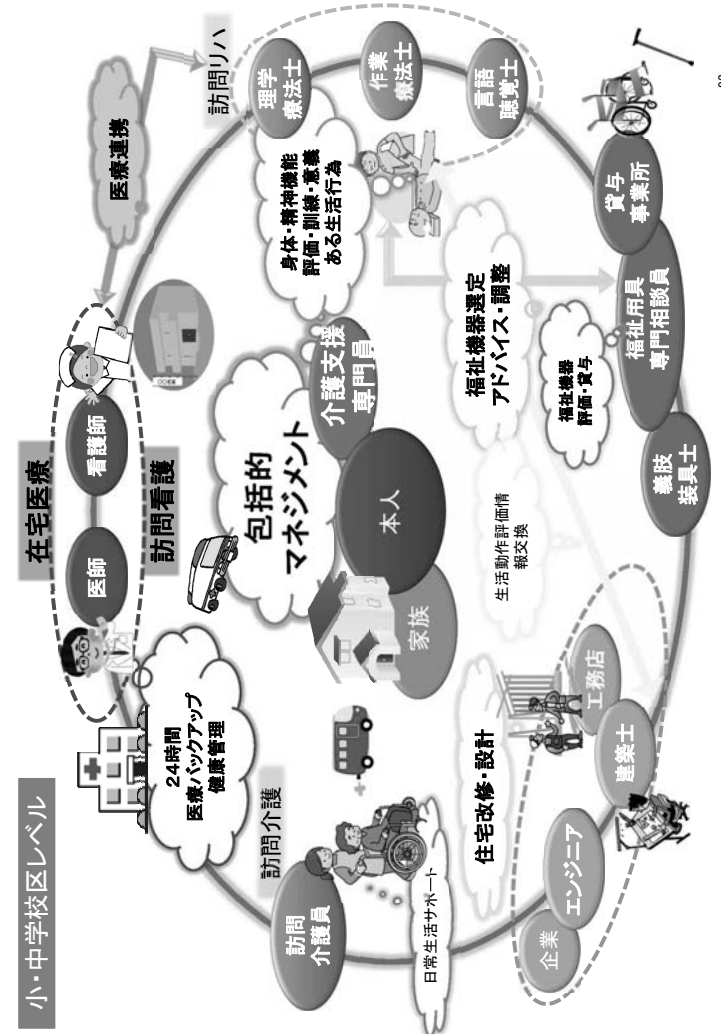 小・中学校区レベル
在宅医療
医師
看護師
訪問看護
医療連携
訪問リハ
24時間
医療バックアップ
健康管理
包括的
マネジメント
理学
療法士
作業
療法士
言語
聴覚士
身体・精神機能
評価・訓練・意義
ある生活行為
訪問介護
訪問
介護員
家族
本人
介護支援
専門員
日常生活サポート
住宅改修・設計
生活動作評価情
報交換
福祉機器選定
アドバイス・調整
福祉機器
評価・貸与
貸与
事業所
福祉用具
専門相談員
義肢
装具士
工務店
建築士
エンジニア
企業